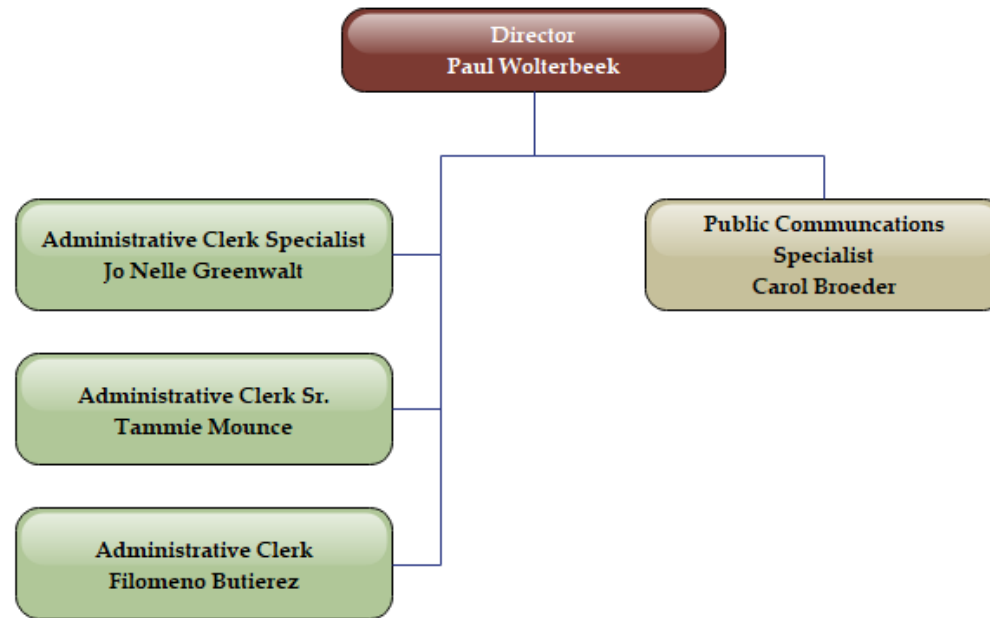 Director
Paul Wolterbeek
Administrative Clerk Specialist
Jo Nelle Greenwalt
Public Communcations
Specialist
Carol Broeder
Administrative Clerk Sr.
Tammie Mounce
Administrative Clerk
Filomeno Butierez